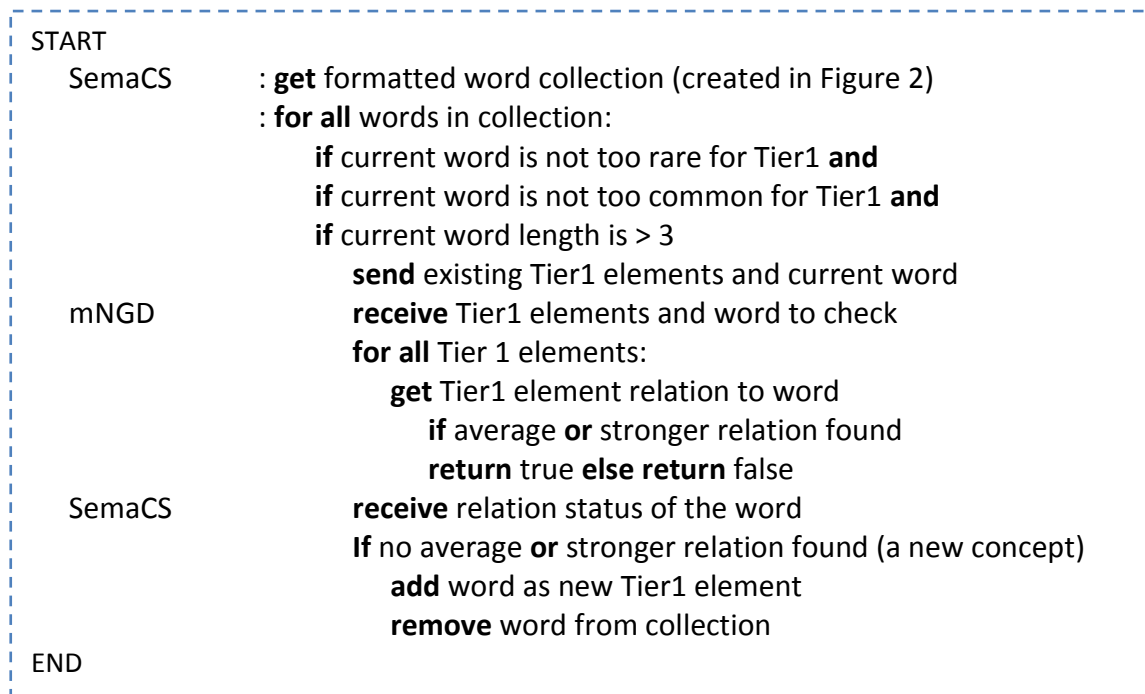 START
SemaCS : get formatted word collection (created in Figure 2)
: for all words in collection:
if current word is not too rare for Tier1 and
if current word is not too common for Tier1 and
if current word length is > 3
send existing Tier1 elements and current word
mNGD receive Tier1 elements and word to check
for all Tier 1 elements:
get Tier1 element relation to word
if average or stronger relation found
return true else return false
SemaCS receive relation status of the word
If no average or stronger relation found (a new concept)
add word as new Tier1 element
remove word from collection
END